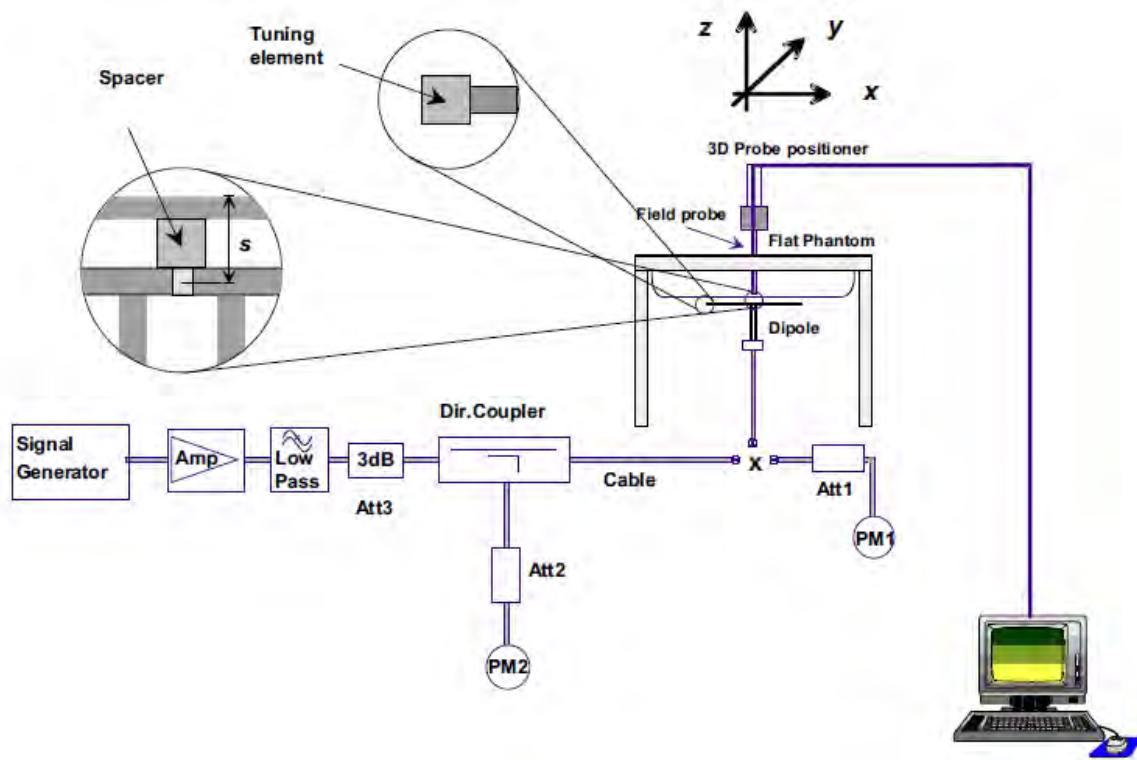 Tuning
element
Spacer
s
z
y
x
3D Probe positioner
Field probe
Flat Phantom
Dipole
Dir.Coupler
Signal
Generator
Amp
Low
Pass
3dB
Att3
Cable
x
Att1
PM1
Att2
PM2